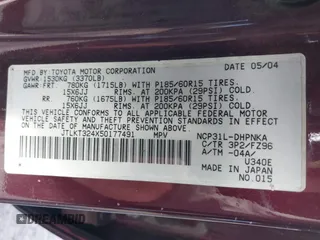 MFD. BY: TOYOTA MOTOR CORPORATION 05/04
GVWR 1530KG (3370LB)
GAWR: FRT. 780KG (1715LB) WITH P185/60R15 TIRES.
15X6JJ RIMS. AT 200KPA (29PSI) COLD.
RR. 760KG (1675LB) WITH P185/60R15 TIRES.
15X6JJ RIMS. AT 200KPA (29PSI) COLD.
THIS VEHICLE CONFORMS TO ALL APPLICABLE FEDERAL
MOTOR VEHICLE SAFETY, BUMPER, AND THEFT
PREVENTION STANDARDS IN EFFECT ON THE DATE OF
MANUFACTURE SHOWN ABOVE.
JTLKT324X50177491 MPV NCP31L-DHPNKA
C/TR 3P2/FZ96
A/TM -04A/
U340E
MADE IN JAPAN
NO.015
AUTOBIDMASTER